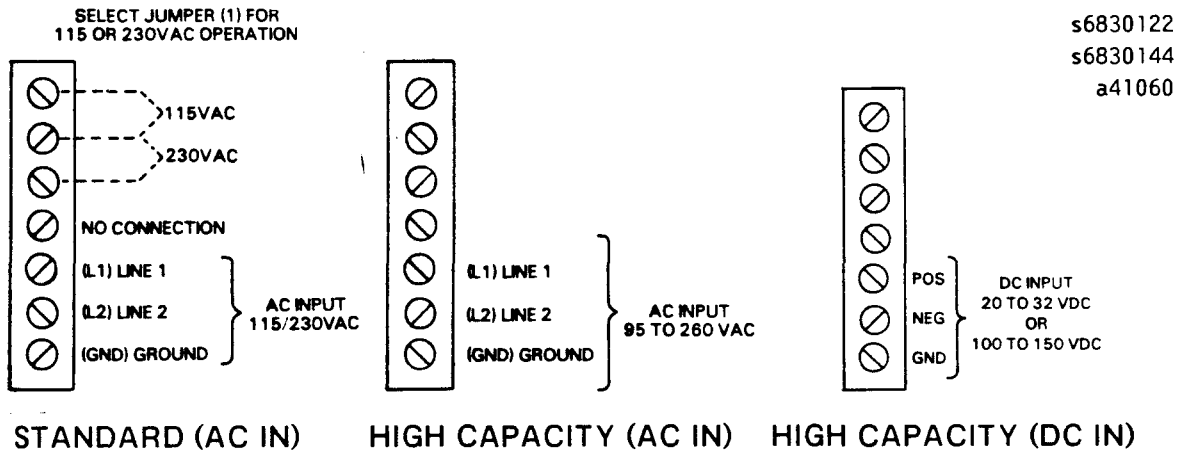 SELECT JUMPER (1) FOR
115 OR 230VAC OPERATION
115VAC
230VAC
NO CONNECTION
(L1) LINE 1
(L2) LINE 2
(GND) GROUND
AC INPUT
115/230VAC
STANDARD (AC IN)
(L1) LINE 1
(L2) LINE 2
(GND) GROUND
AC INPUT
95 TO 260 VAC
HIGH CAPACITY (AC IN)
s6830122
s6830144
a41060
POS
NEG
GND
DC INPUT
20 TO 32 VDC
OR
100 TO 150 VDC
HIGH CAPACITY (DC IN)